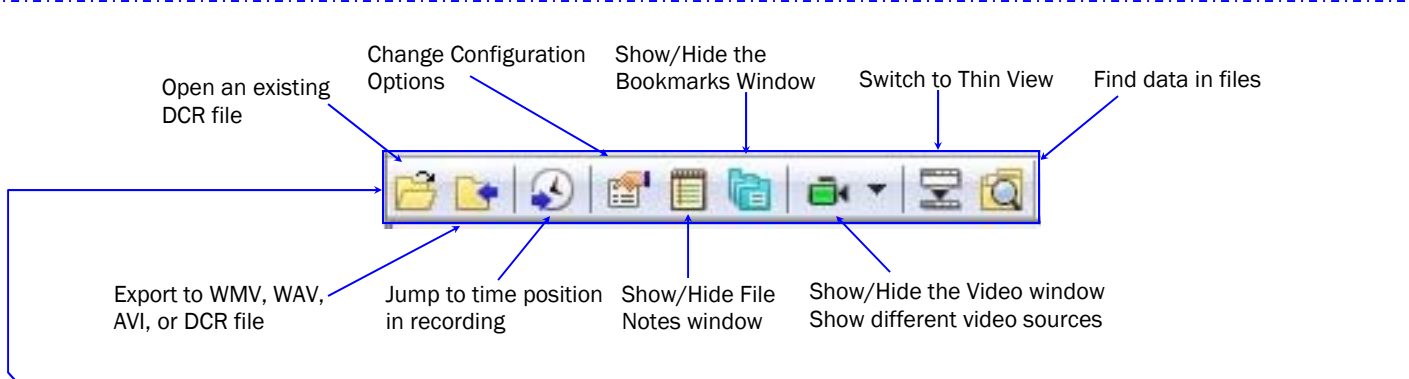 Change Configuration
Options
Show/Hide the
Bookmarks Window
Switch to Thin View
Find data in files
Open an existing
DCR file
Export to WMV, WAV,
AVI, or DCR file
Jump to time position
in recording
Show/Hide File
Notes window
Show/Hide the Video window
Show different video sources